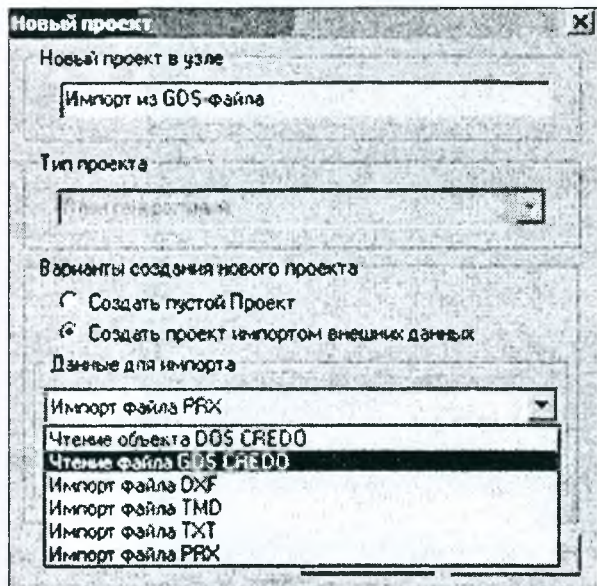 Новый проект
Новый проект в узле
Импорт из GDS-файла
Тип проекта
Варианты создания нового проекта
Создать пустой Проект
Создать проект импортом внешних данных
Данные для импорта
Импорт файла PRX
Чтение объекта DOS CREDO
Чтение файла GDS CREDO
Импорт файла DXF
Импорт файла TMD
Импорт файла TXT
Импорт файла PRX